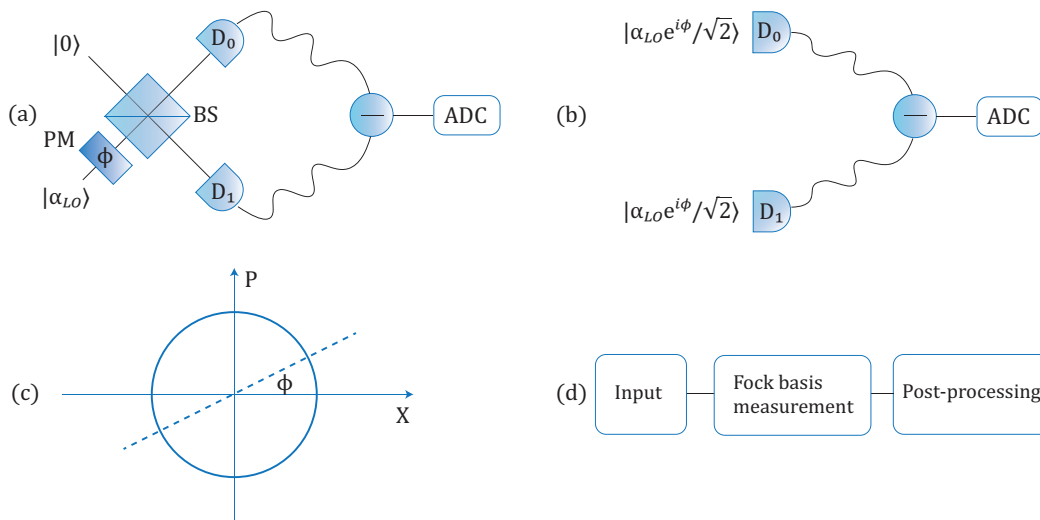 (a)
|0⟩
D₀
BS
PM
ϕ
|α_LO⟩
D₁
—
ADC
(b)
|α_LO e^{iϕ}/√2⟩
D₀
—
ADC
|α_LO e^{iϕ}/√2⟩
D₁
(c)
P
ϕ
X
(d)
Input
Fock basis
measurement
Post-processing